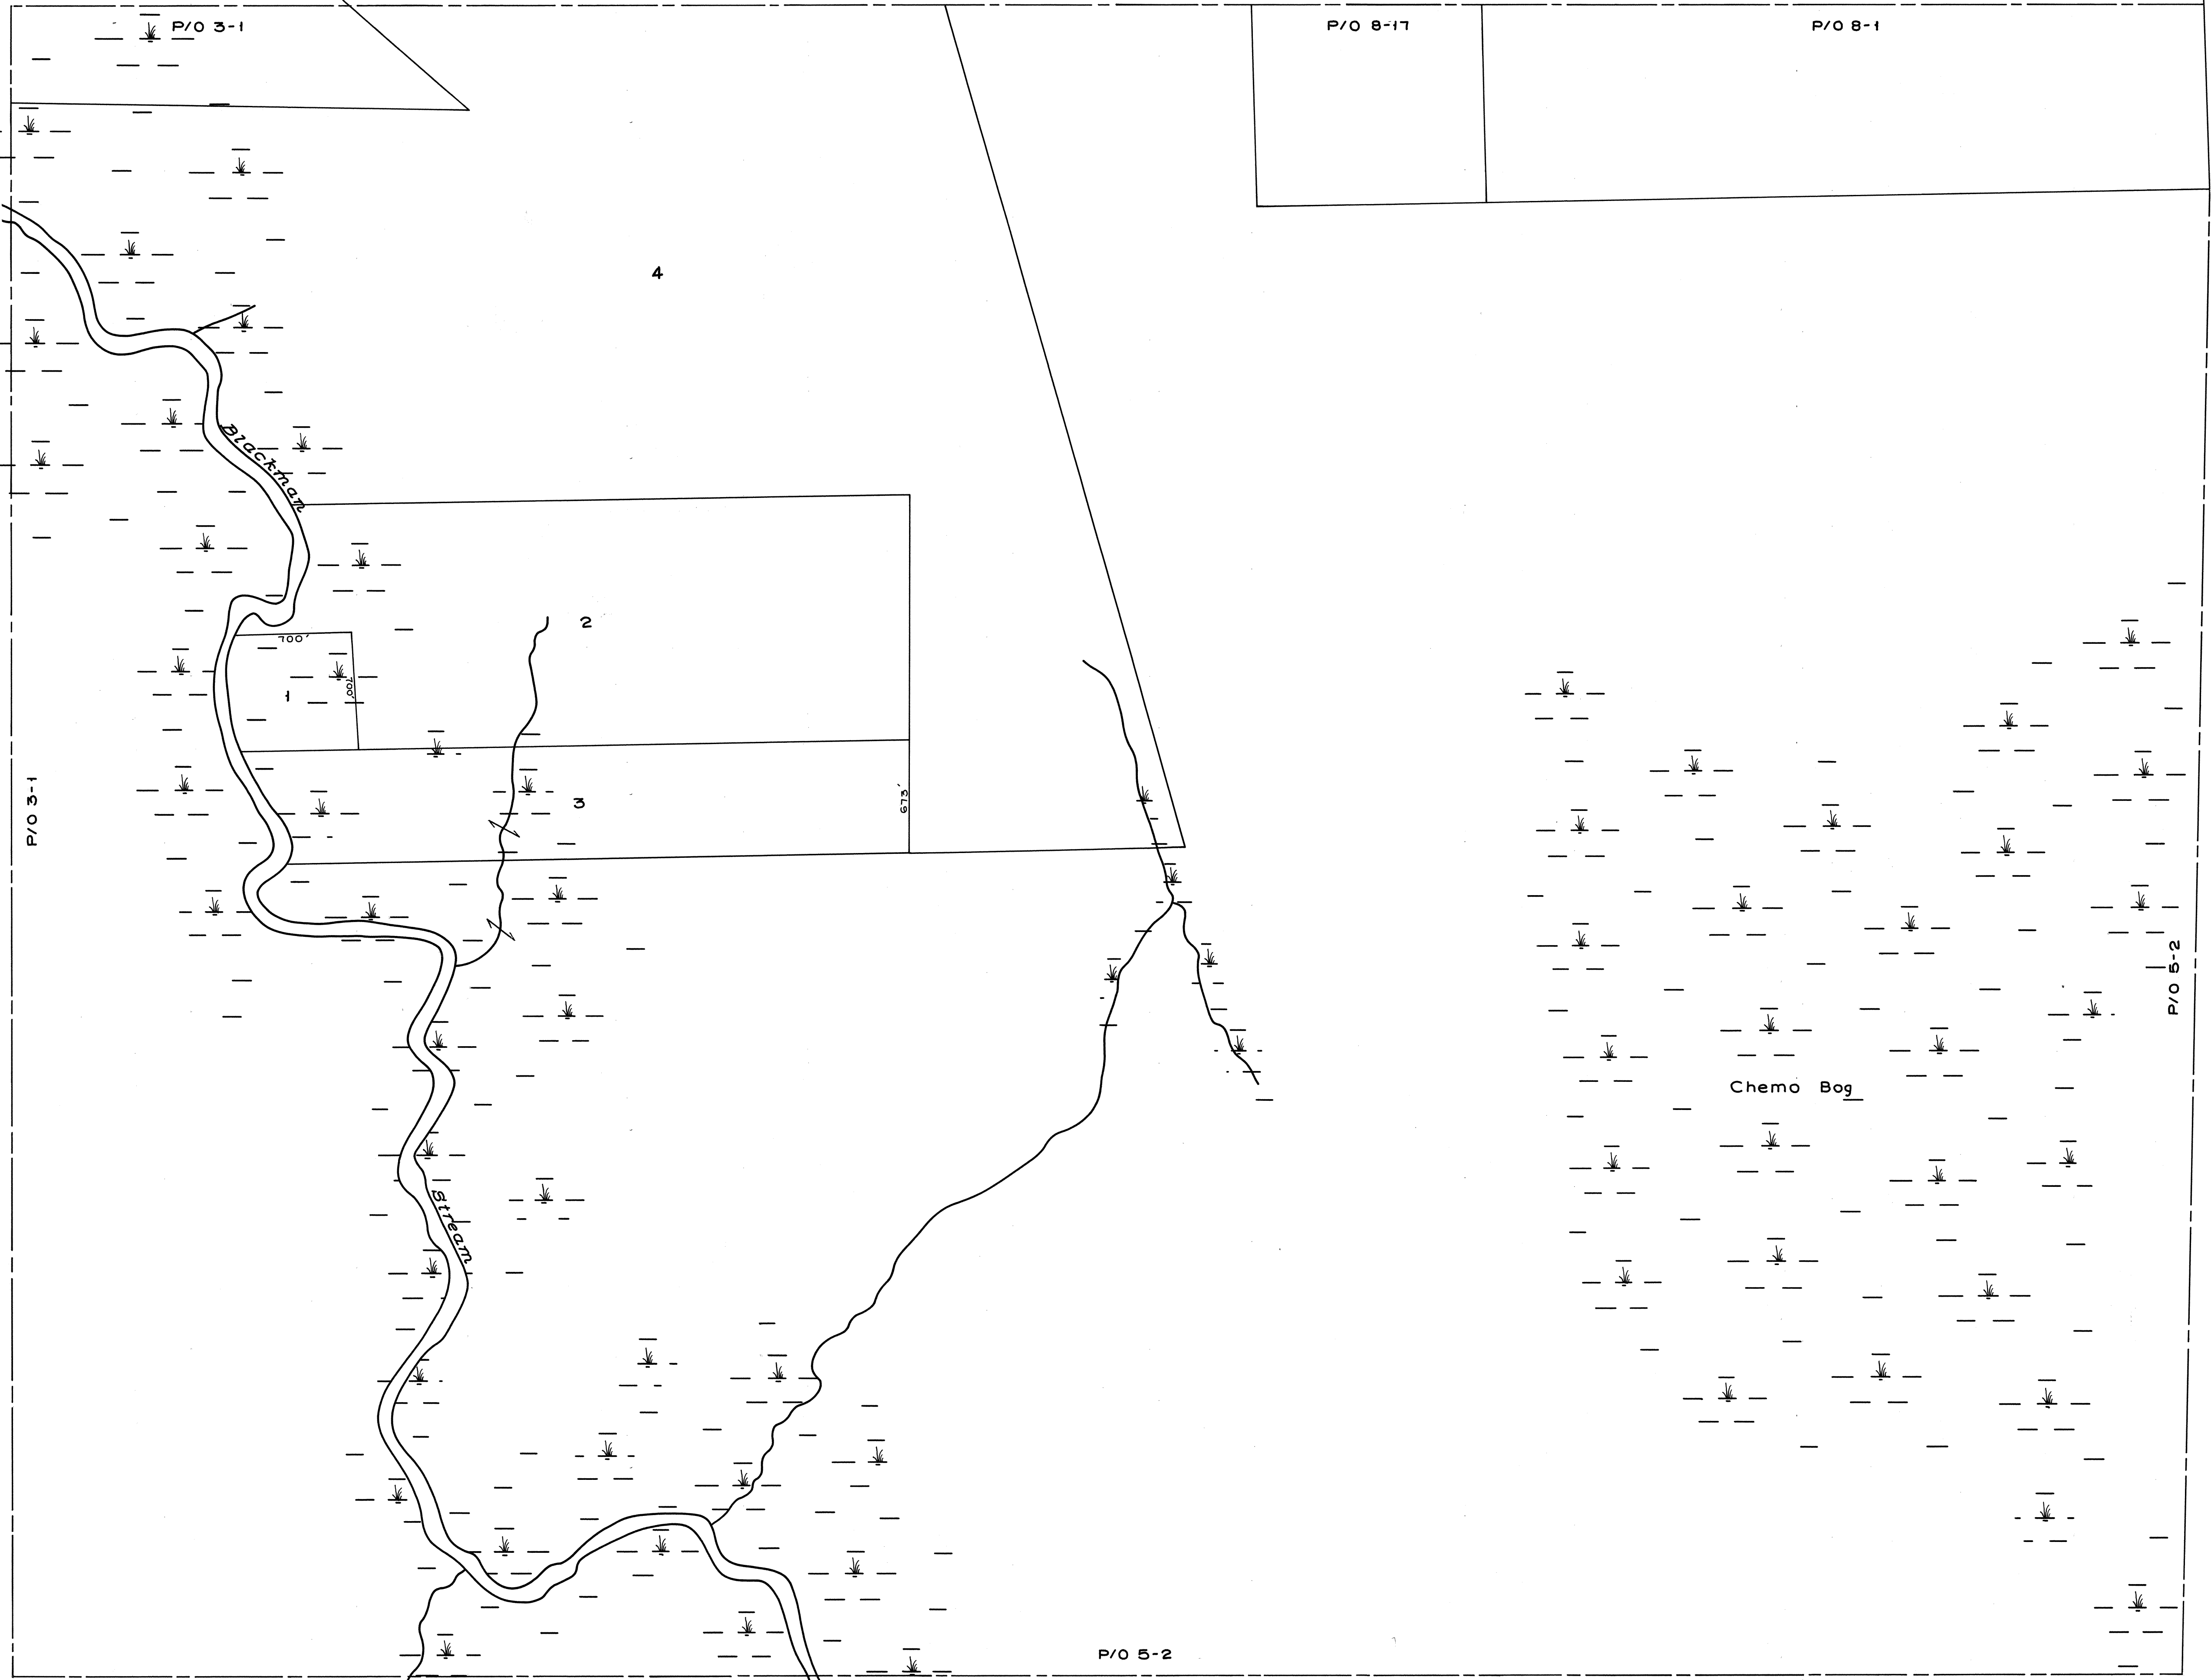 P/O 3-1
P/O 8-17
P/O 8-1
4
Blackman
2
700'
700'
1
3
673'
P/O 3-1
P/O 5-2
Chemo Bog
Stream
P/O 5-2